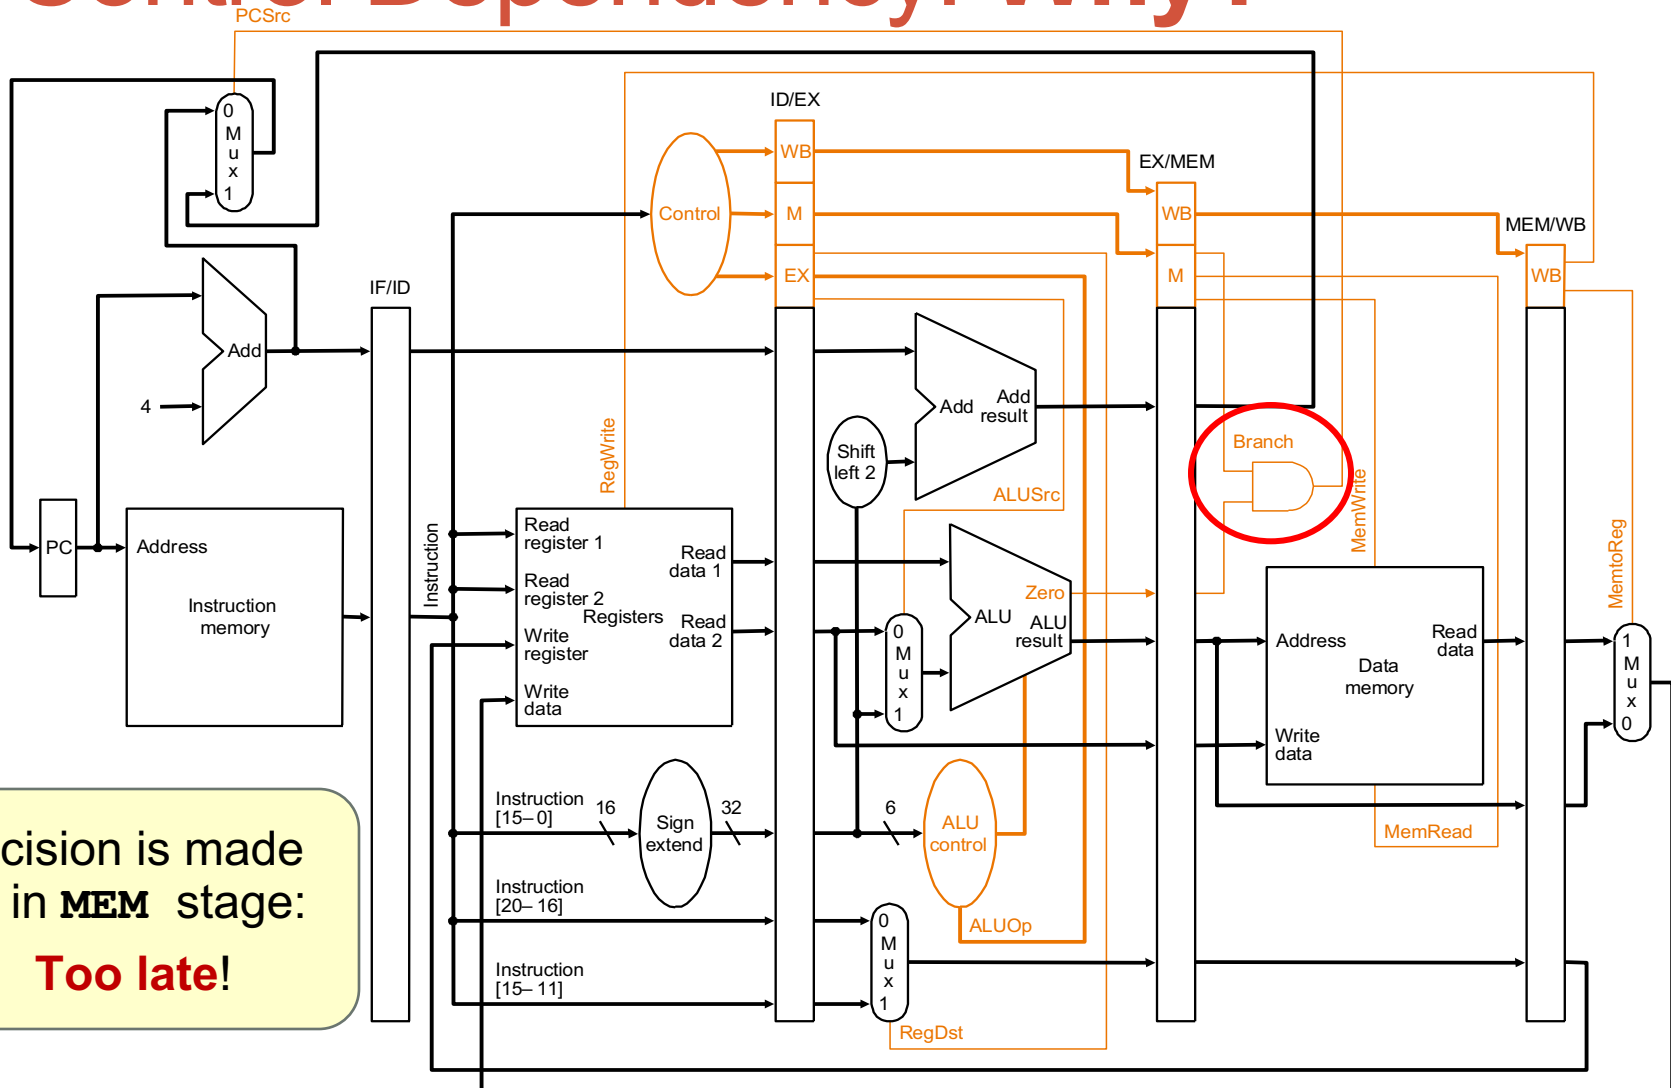 Control Dependency: Why?
PCSrc
0
M
u
x
1
ID/EX
WB
EX/MEM
Control
M
WB
MEM/WB
EX
M
WB
IF/ID
Add
4
Add
Add
result
Shift
left 2
Branch
RegWrite
ALUSrc
MemWrite
PC
Address
Instruction
memory
Instruction
Read
register 1
Read
register 2
Registers
Write
register
Write
data
Read
data 1
Read
data 2
0
M
u
x
1
Zero
ALU
ALU
result
Address
Read
data
Data
memory
Write
data
MemtoReg
1
M
u
x
0
Instruction
[15–0]
16
Sign
extend
32
6
ALU
control
MemRead
Instruction
[20–16]
0
M
u
x
1
ALUOp
Instruction
[15–11]
RegDst
cision is made
in MEM stage:
Too late!